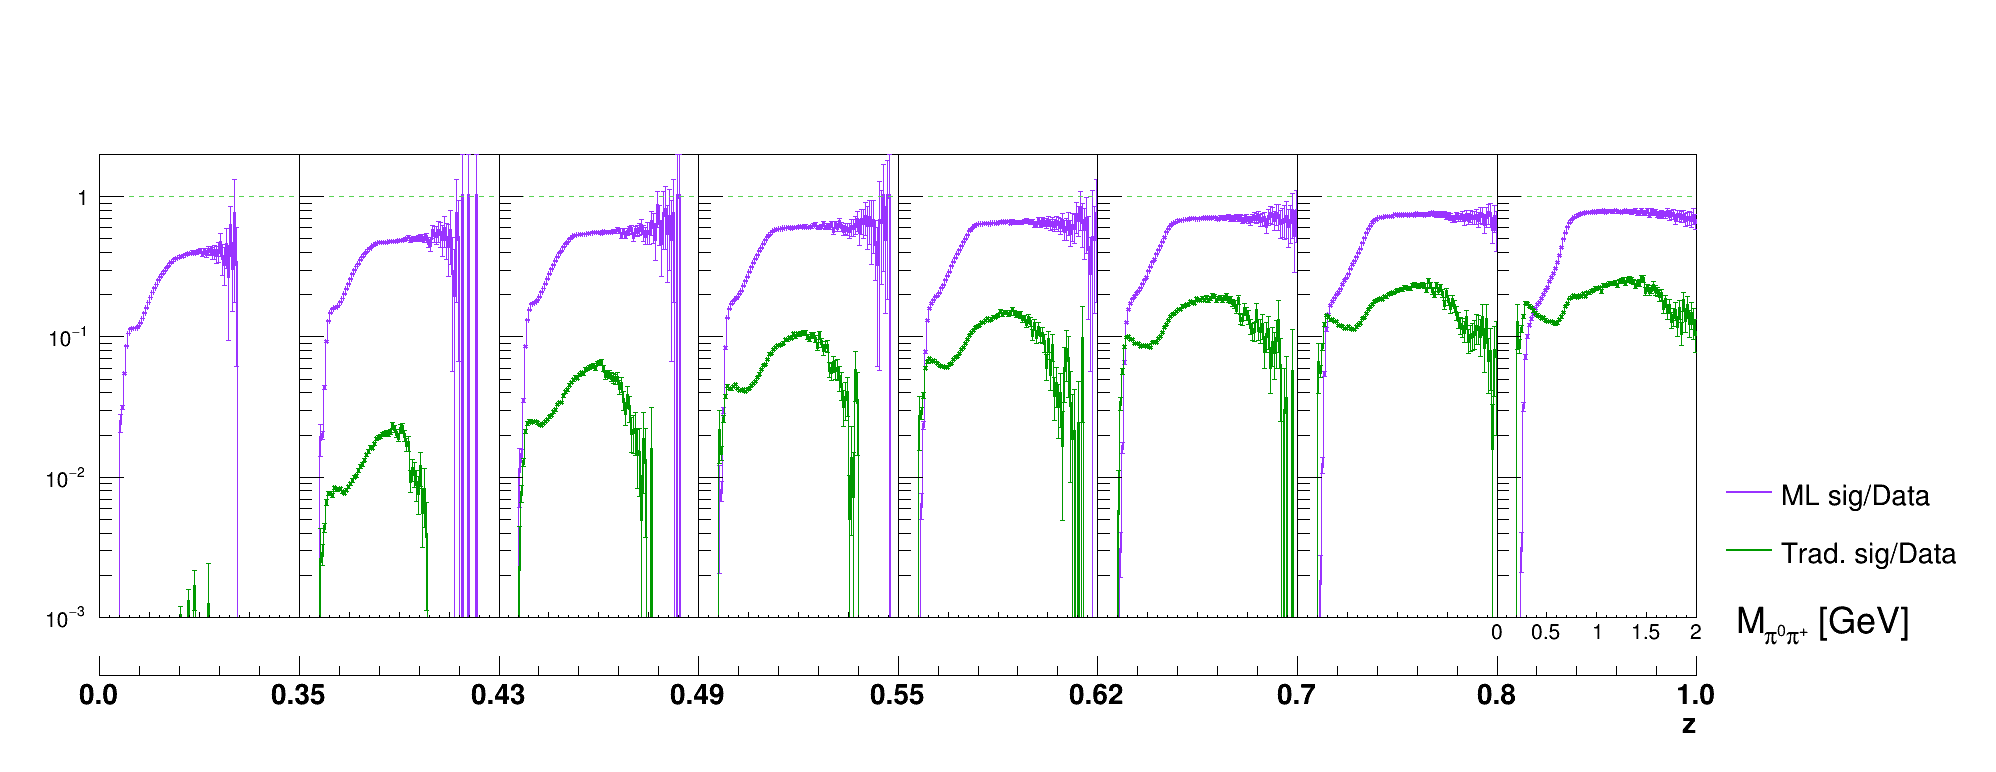 1
10⁻¹
10⁻²
10⁻³
ML sig/Data
Trad. sig/Data
0 0.5 1 1.5 2
M_π⁰π⁺ [GeV]
0.0 0.35 0.43 0.49 0.55 0.62 0.7 0.8 1.0
z